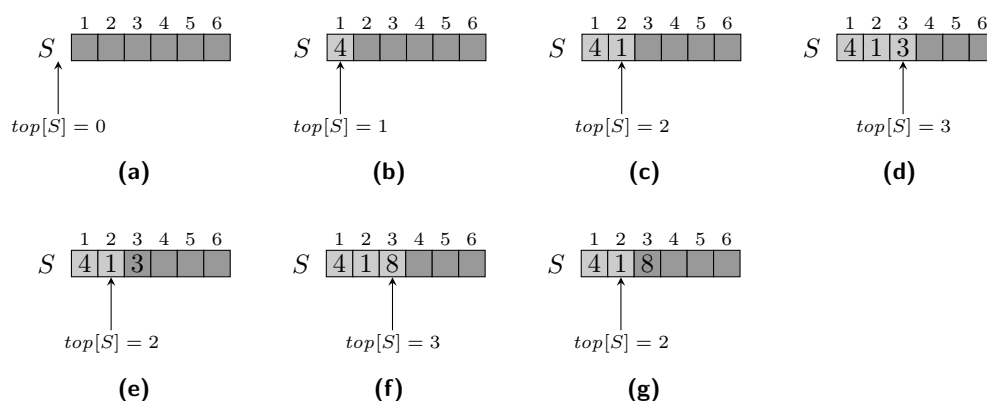 1 2 3 4 5 6 1 2 3 4 5 6 1 2 3 4 5 6 1 2 3 4 5 6
S S 4 S 4 1 S 4 1 3
top[S] = 0 top[S] = 1 top[S] = 2 top[S] = 3
(a) (b) (c) (d)
1 2 3 4 5 6 1 2 3 4 5 6 1 2 3 4 5 6
S 4 1 3 S 4 1 8 S 4 1 8
top[S] = 2 top[S] = 3 top[S] = 2
(e) (f) (g)